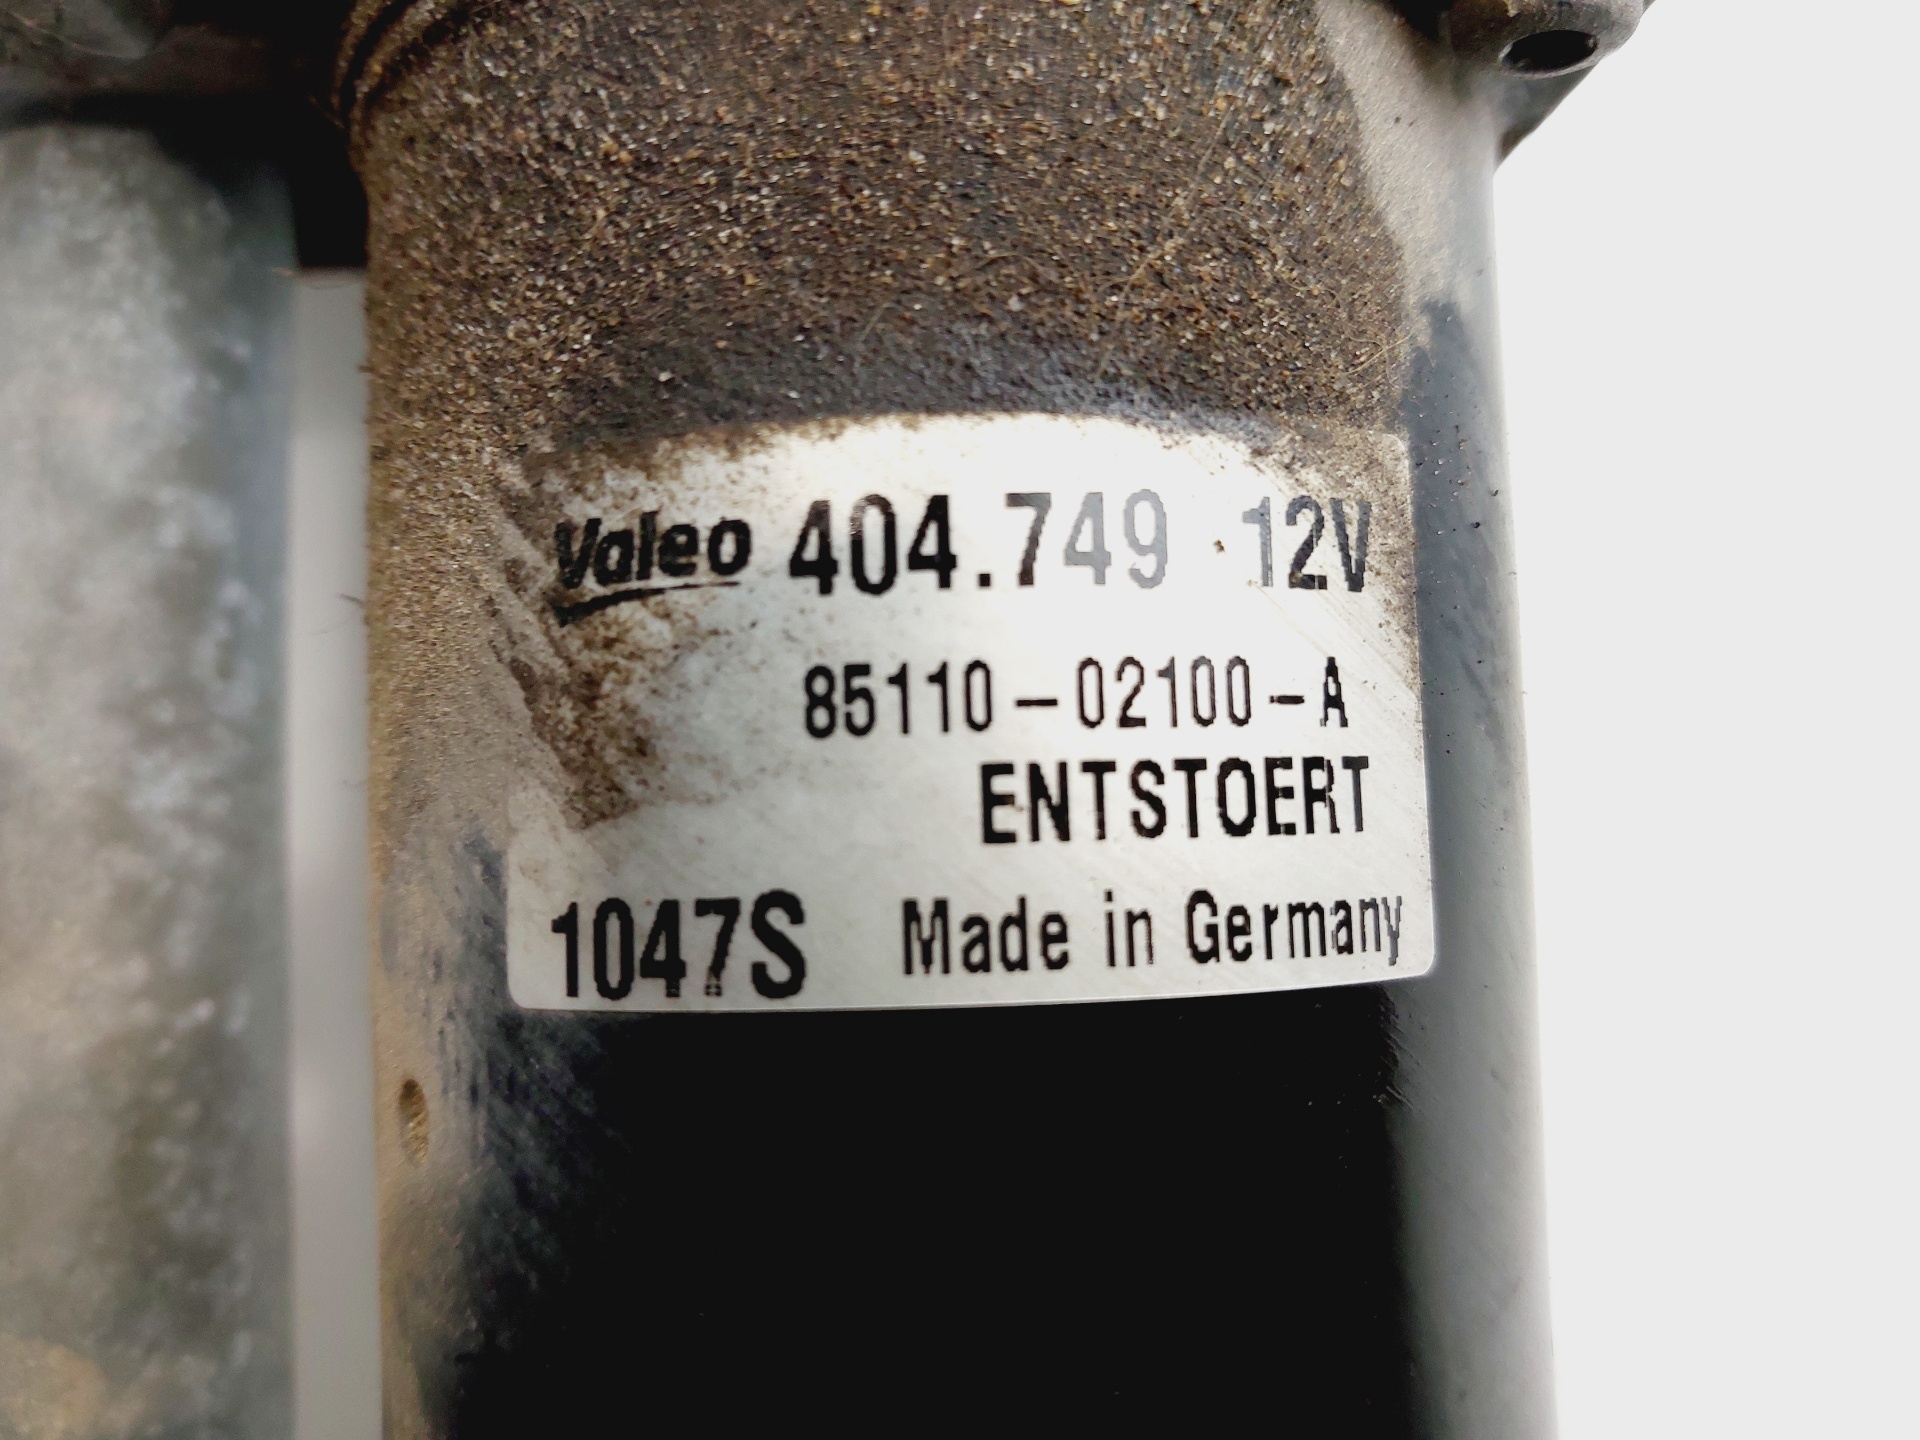 Valeo 404.749 12V
85110-02100-A
ENTSTOERT
1047S Made in Germany